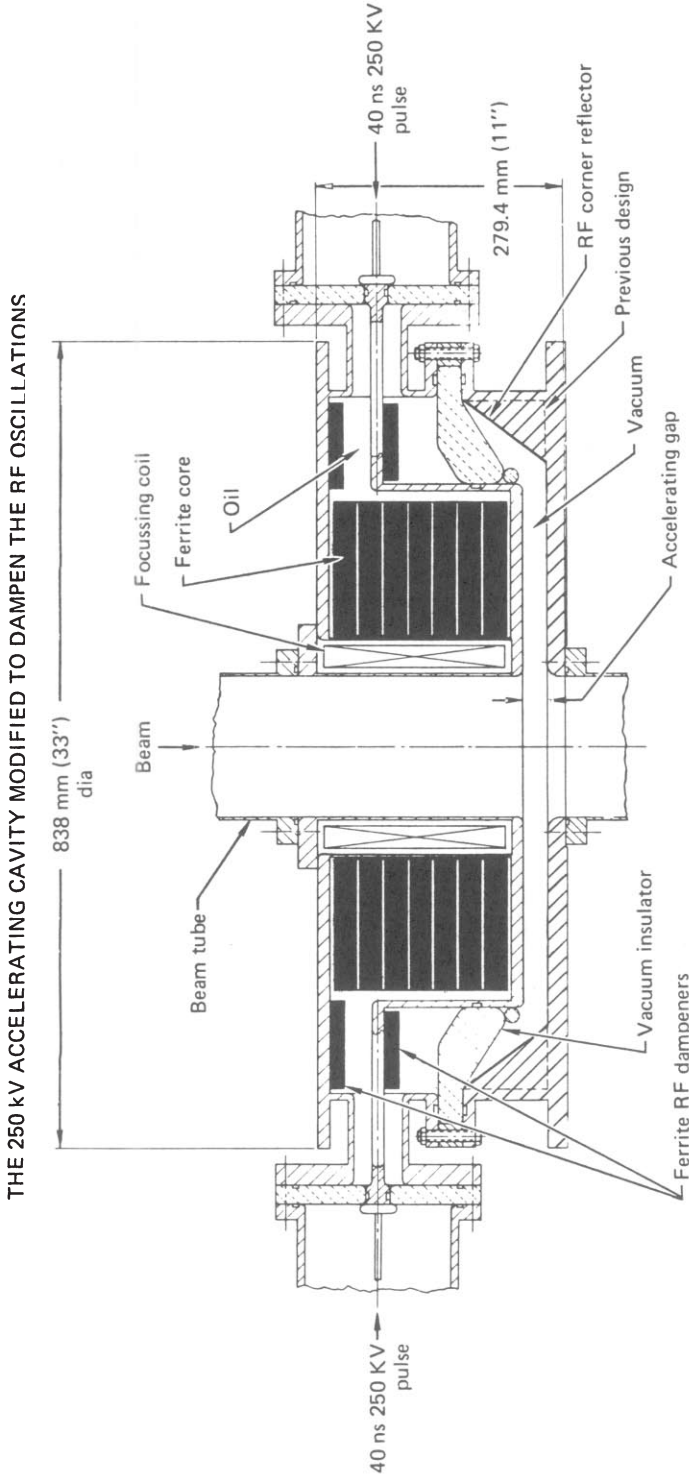 THE 250 kV ACCELERATING CAVITY MODIFIED TO DAMPEN THE RF OSCILLATIONS
838 mm (33")
dia
Beam
Beam tube
Focussing coil
Ferrite core
Oil
40 ns 250 KV
pulse
40 ns 250 KV
pulse
279.4 mm (11")
RF corner reflector
Previous design
Vacuum
Accelerating gap
Vacuum insulator
Ferrite RF dampeners